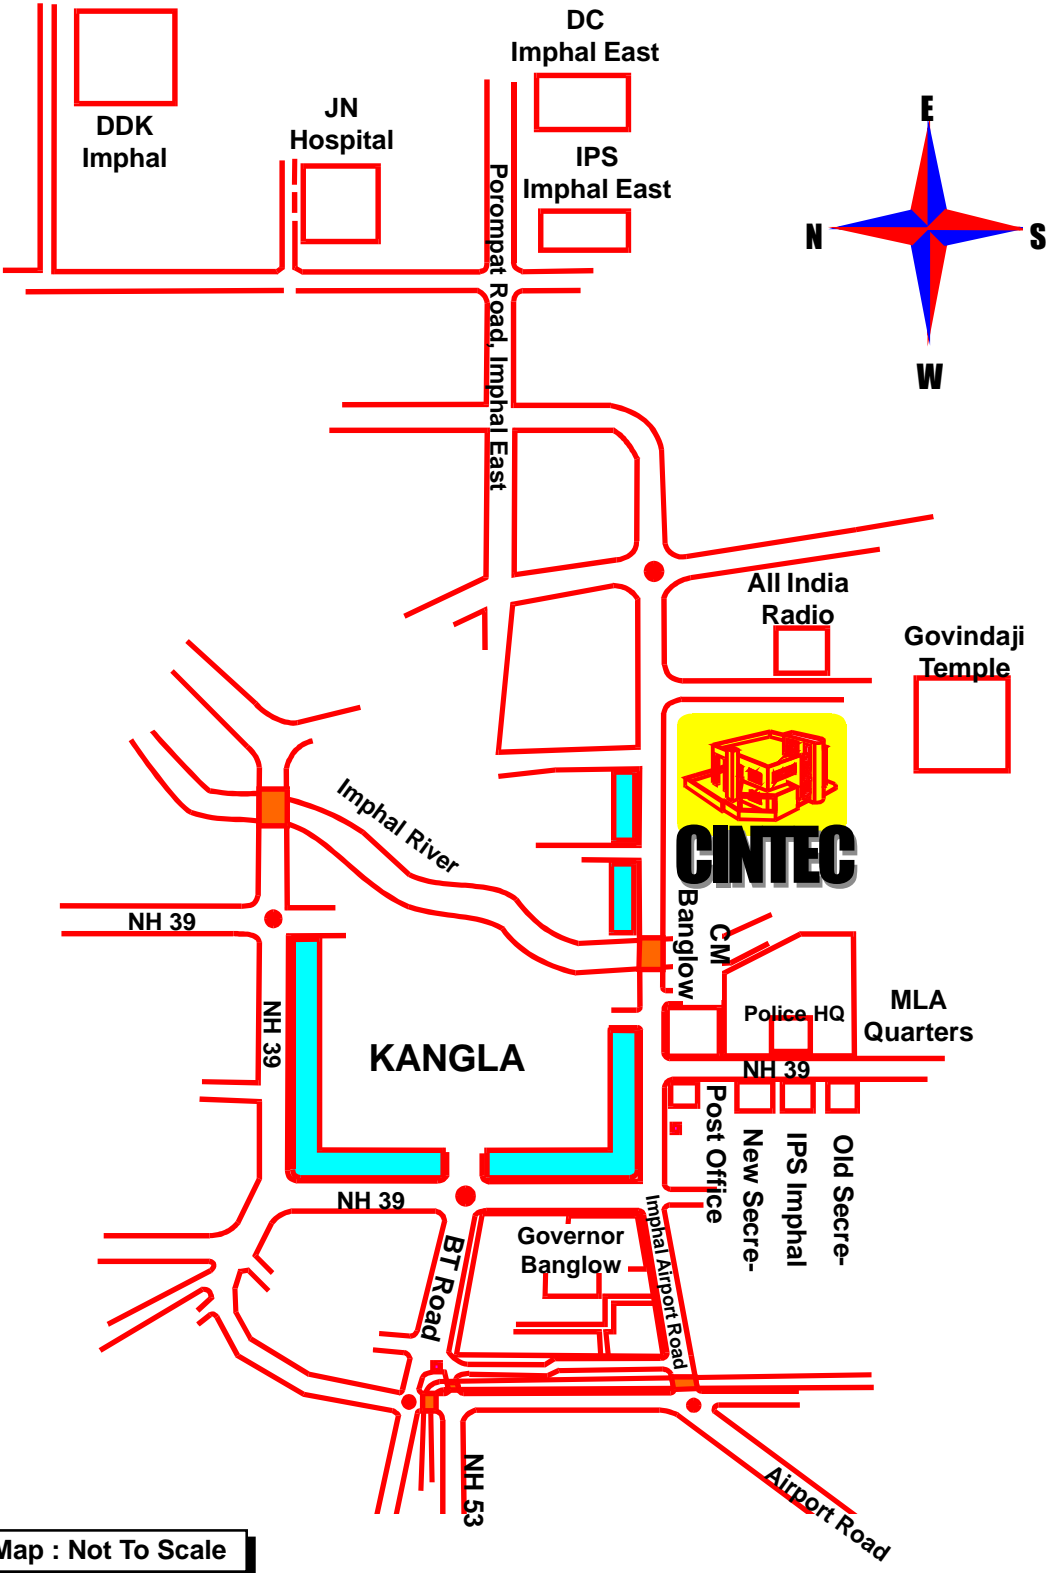 DC
Imphal East
DDK
Imphal
JN
Hospital
IPS
Imphal East
E
N
S
W
Porompat Road, Imphal East
All India
Radio
Govindaji
Temple
CINTEC
Imphal River
NH 39
CM
Banglow
Police HQ
MLA
Quarters
NH 39
KANGLA
NH 39
Post Office
New Secre-
IPS Imphal
Old Secre-
NH 39
BT Road
Governor
Banglow
Imphal Airport Road
NH 53
Airport Road
Map : Not To Scale